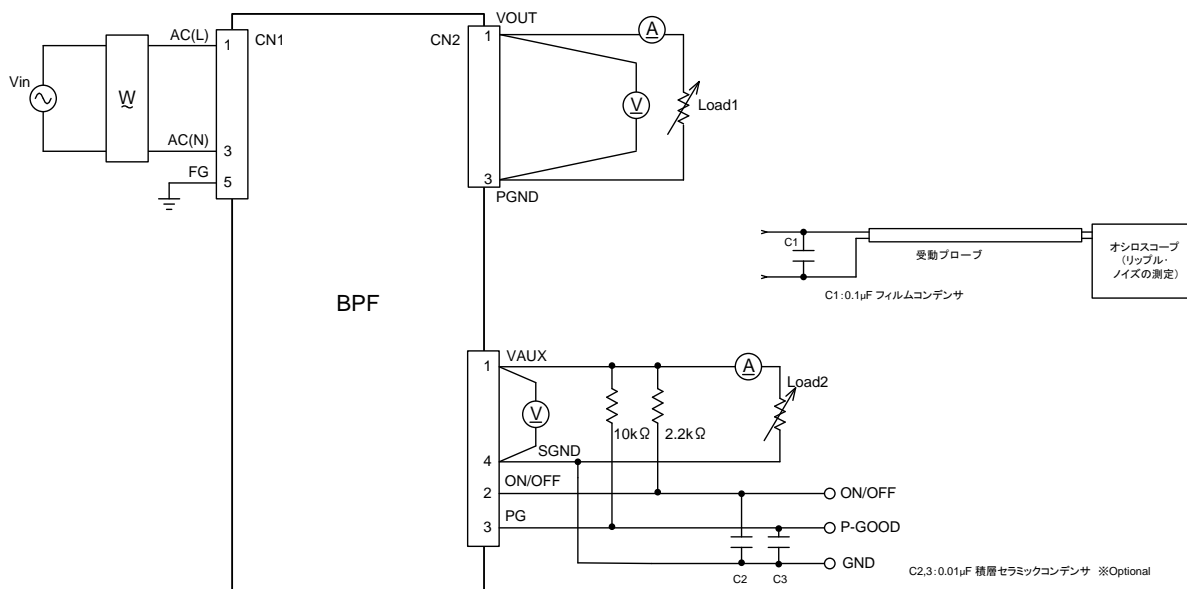 Vin
W
AC(L)
AC(N)
FG
1
3
5
CN1
BPF
VOUT
CN2
1
3
PGND
A
V
Load1
C1
受動プローブ
オシロスコープ
(リップル・
ノイズの測定)
C1:0.1µF フィルムコンデンサ
VAUX
1
4
2
3
V
SGND
ON/OFF
PG
10kΩ
2.2kΩ
A
Load2
ON/OFF
P-GOOD
GND
C2
C3
C2,3:0.01µF 積層セラミックコンデンサ ※Optional